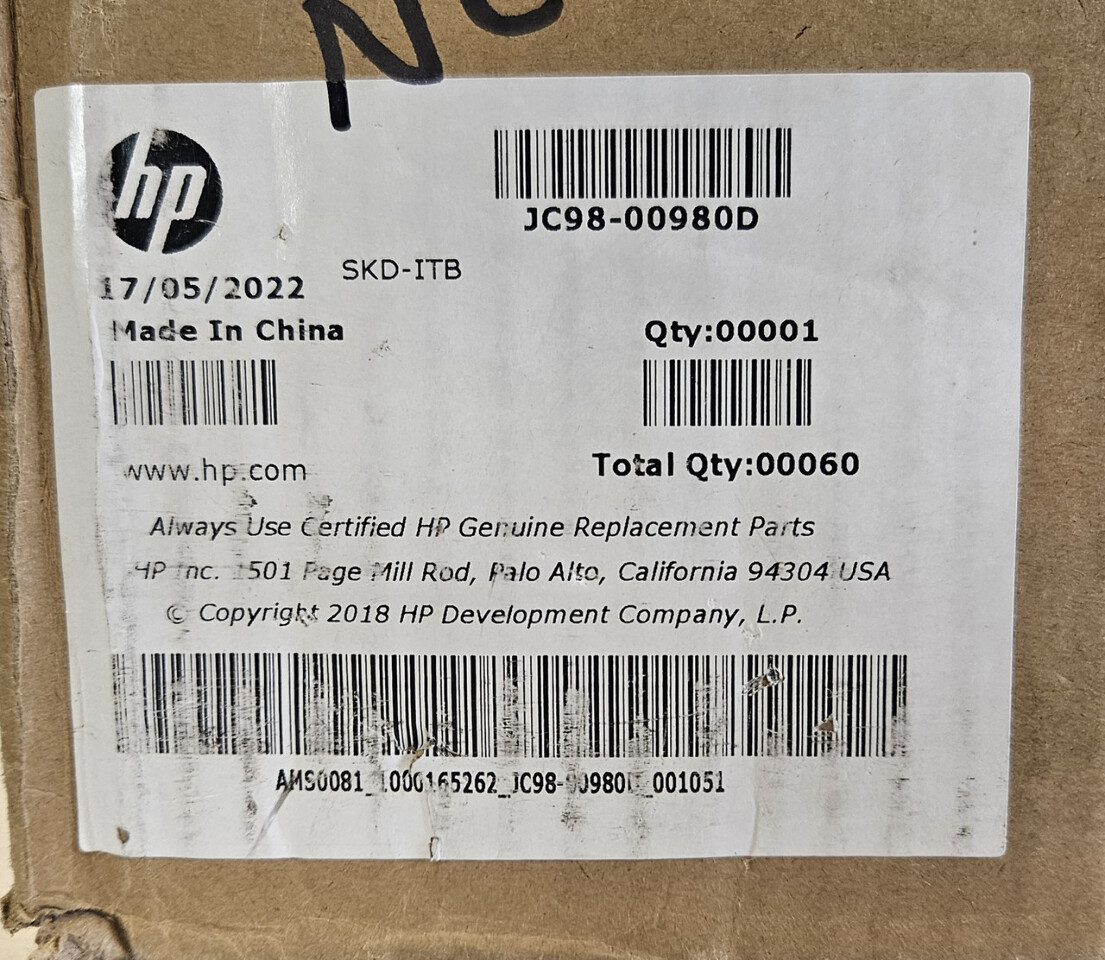 hp
JC98-00980D
SKD-ITB
17/05/2022
Made In China
Qty:00001
www.hp.com
Total Qty:00060
Always Use Certified HP Genuine Replacement Parts
HP Inc. 1501 Page Mill Rod, Palo Alto, California 94304 USA
© Copyright 2018 HP Development Company, L.P.
AMS0081_1000165262_JC98-00980D_001051